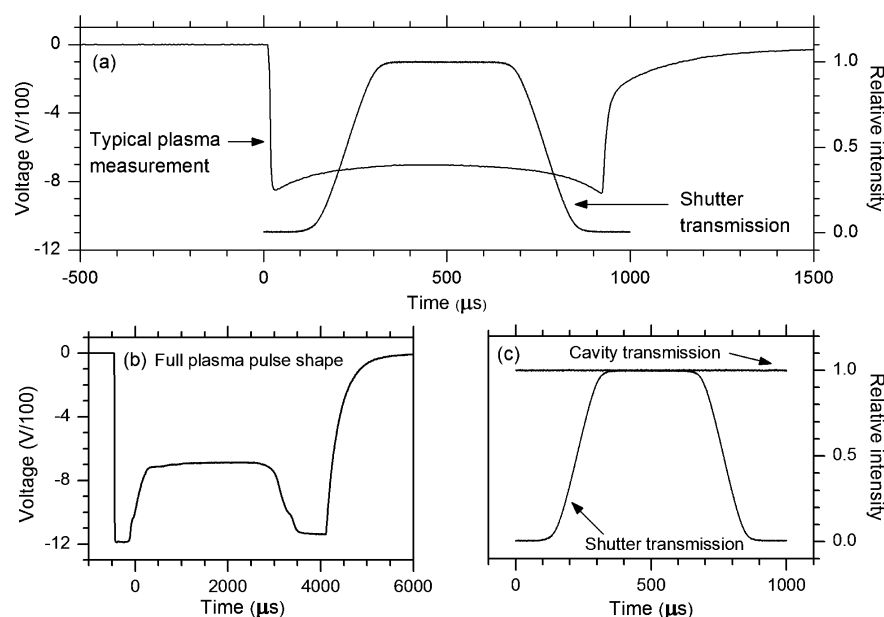 (a)
Voltage (V/100)
0
-4
-8
-12
Typical plasma
measurement
Shutter
transmission
1.0
0.8
0.4
0.0
Relative intensity
-500
0
500
1000
1500
Time (μs)
(b) Full plasma pulse shape
Voltage (V/100)
0
-4
-8
-12
0
2000
4000
6000
Time (μs)
(c)
Cavity transmission
Shutter transmission
1.0
0.5
0.0
Relative intensity
0
500
1000
Time (μs)